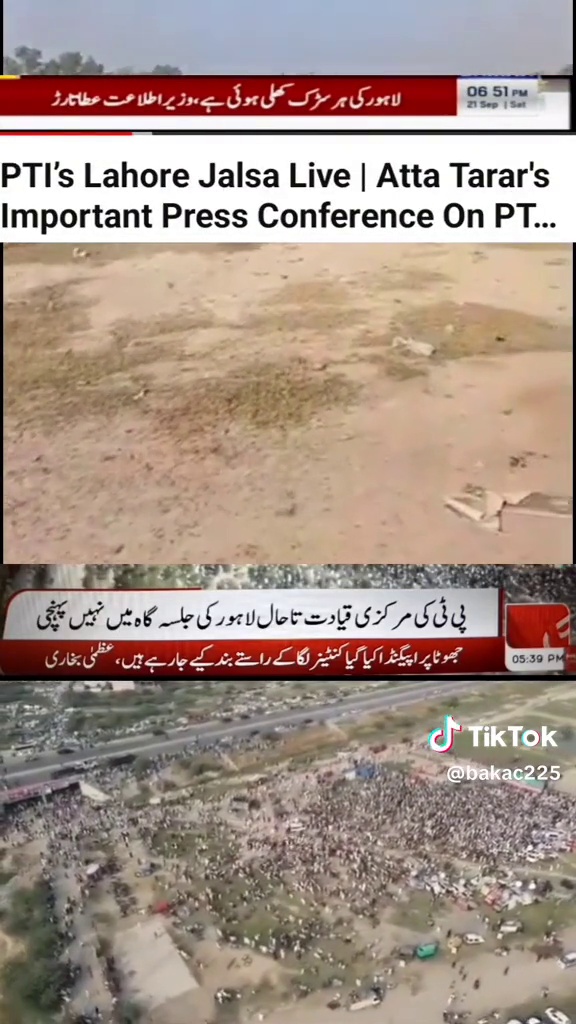 لاہور کی ہر سڑک کھلی ہوئی ہے، وزیر اطلاعت عطا تارڑ
06 51 PM
21 Sep | Sat
PTI’s Lahore Jalsa Live | Atta Tarar's
Important Press Conference On PT...
پی ٹی کی مرکزی قیادت تاحال لاہور کی جلسہ گاہ میں نہیں پہنچی
جھوٹا پراپیگنڈا کیا گیا کنٹینر لگا کے راستے بند کیے جا رہے ہیں، عظمیٰ بخاری
05:39 PM
TikTok
@bakac225